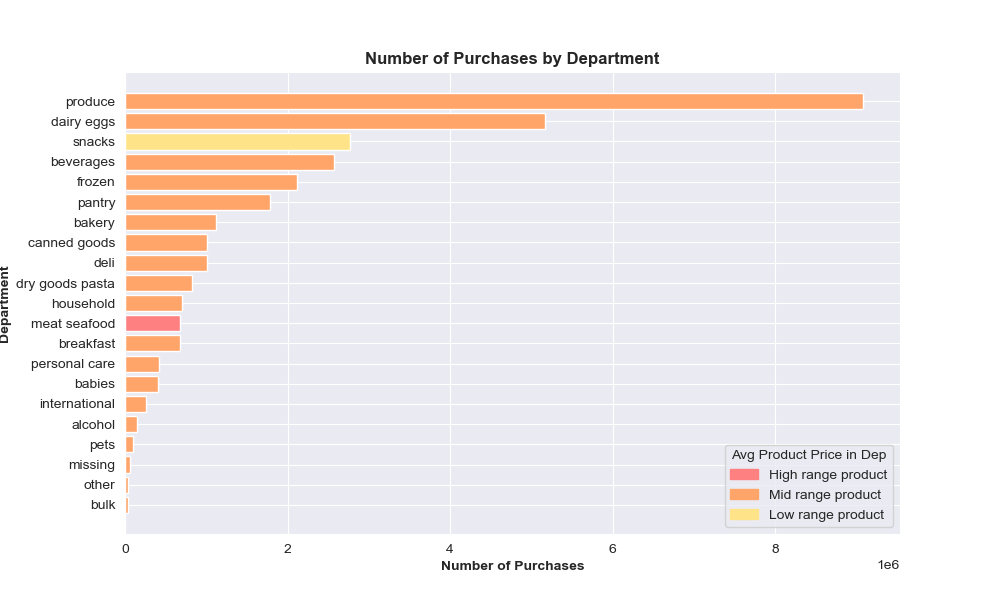 Number of Purchases by Department
produce
dairy eggs
snacks
beverages
frozen
pantry
bakery
canned goods
deli
dry goods pasta
household
meat seafood
breakfast
personal care
babies
international
alcohol
pets
missing
other
bulk
Department
Avg Product Price in Dep
High range product
Mid range product
Low range product
0 2 4 6 8
1e6
Number of Purchases